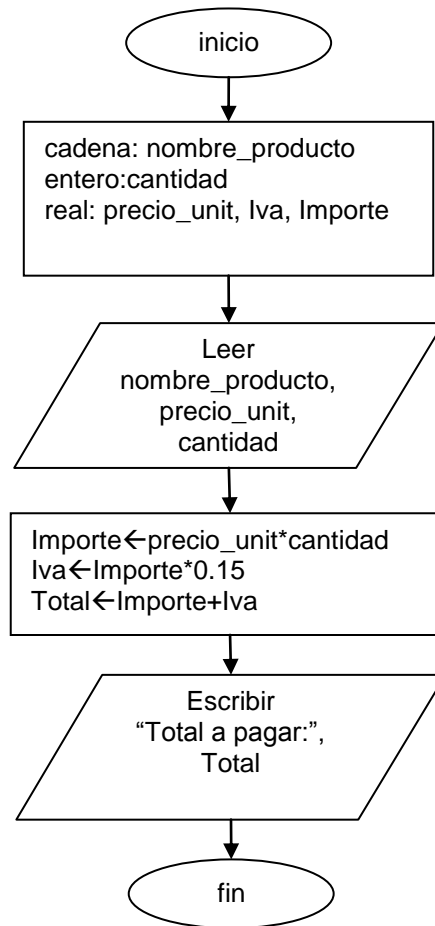 inicio
cadena: nombre_producto
entero:cantidad
real: precio_unit, Iva, Importe
Leer
nombre_producto,
precio_unit,
cantidad
Importe←precio_unit*cantidad
Iva←Importe*0.15
Total←Importe+Iva
Escribir
“Total a pagar:”,
Total
fin